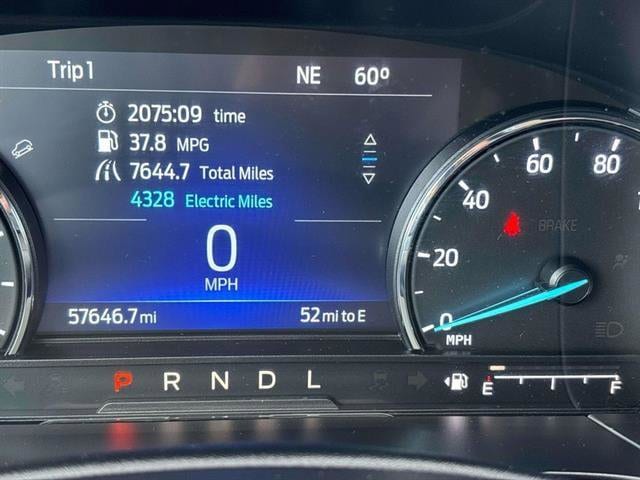 Trip 1 NE 60°
2075:09 time
37.8 MPG
7644.7 Total Miles
4328 Electric Miles
0
MPH
57646.7 mi 52 mi to E
0 20 40 60 80
BRAKE
MPH
P R N D L
E F